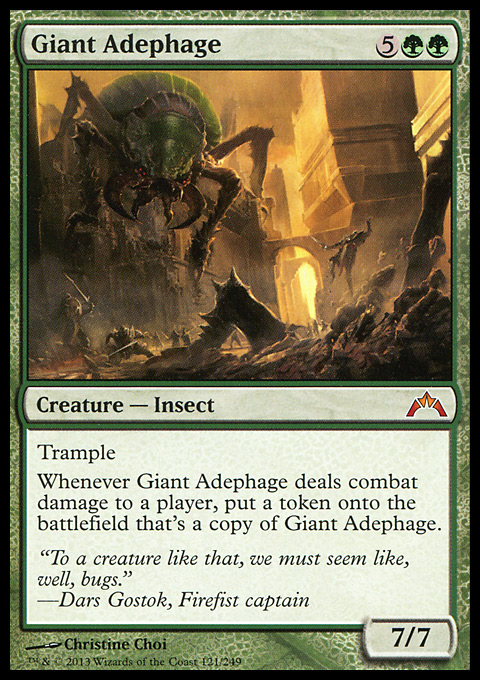 Giant Adephage 5
Creature — Insect
Trample
Whenever Giant Adephage deals combat
damage to a player, put a token onto the
battlefield that's a copy of Giant Adephage.
"To a creature like that, we must seem like,
well, bugs."
—Dars Gostok, Firefist captain
7/7
Christine Choi
™ & © 2013 Wizards of the Coast 121/249